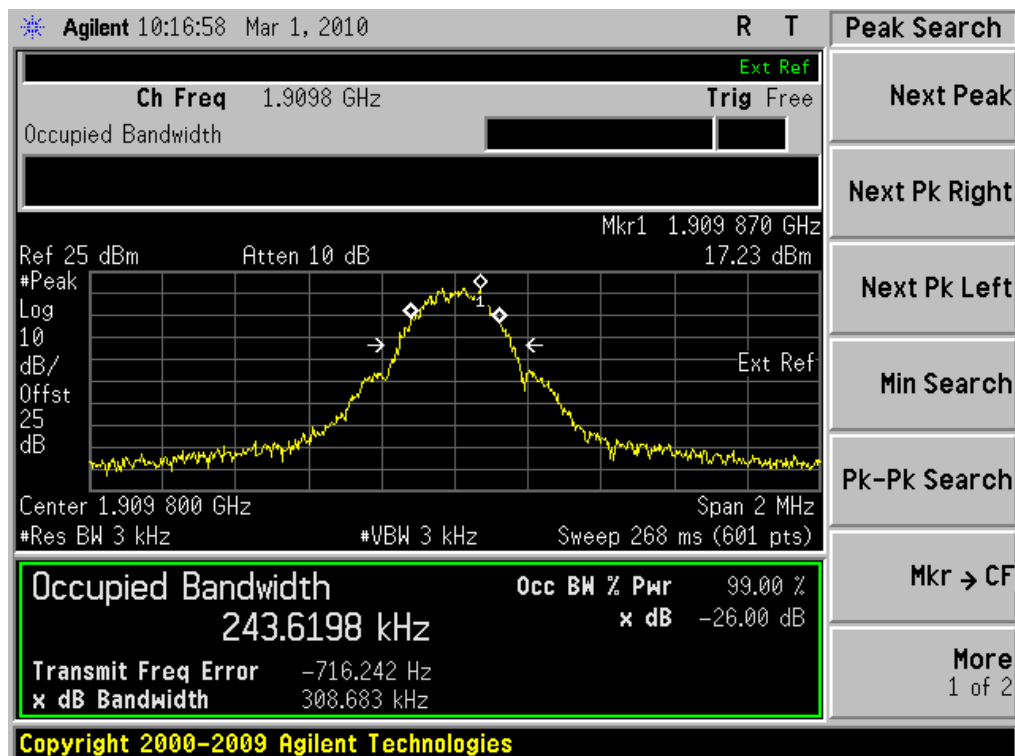 Agilent 10:16:58 Mar 1, 2010 R T
Peak Search
Ext Ref
Ch Freq 1.9098 GHz Trig Free
Occupied Bandwidth
Mkr1 1.909 870 GHz
Ref 25 dBm Atten 10 dB 17.23 dBm
#Peak
Log
10
dB/
Offst
25
dB
1
Ext Ref
Center 1.909 800 GHz Span 2 MHz
#Res BW 3 kHz #VBW 3 kHz Sweep 268 ms (601 pts)
Occupied Bandwidth
243.6198 kHz
Occ BW % Pwr 99.00 %
x dB -26.00 dB
Transmit Freq Error -716.242 Hz
x dB Bandwidth 308.683 kHz
Next Peak
Next Pk Right
Next Pk Left
Min Search
Pk-Pk Search
Mkr → CF
More
1 of 2
Copyright 2000-2009 Agilent Technologies